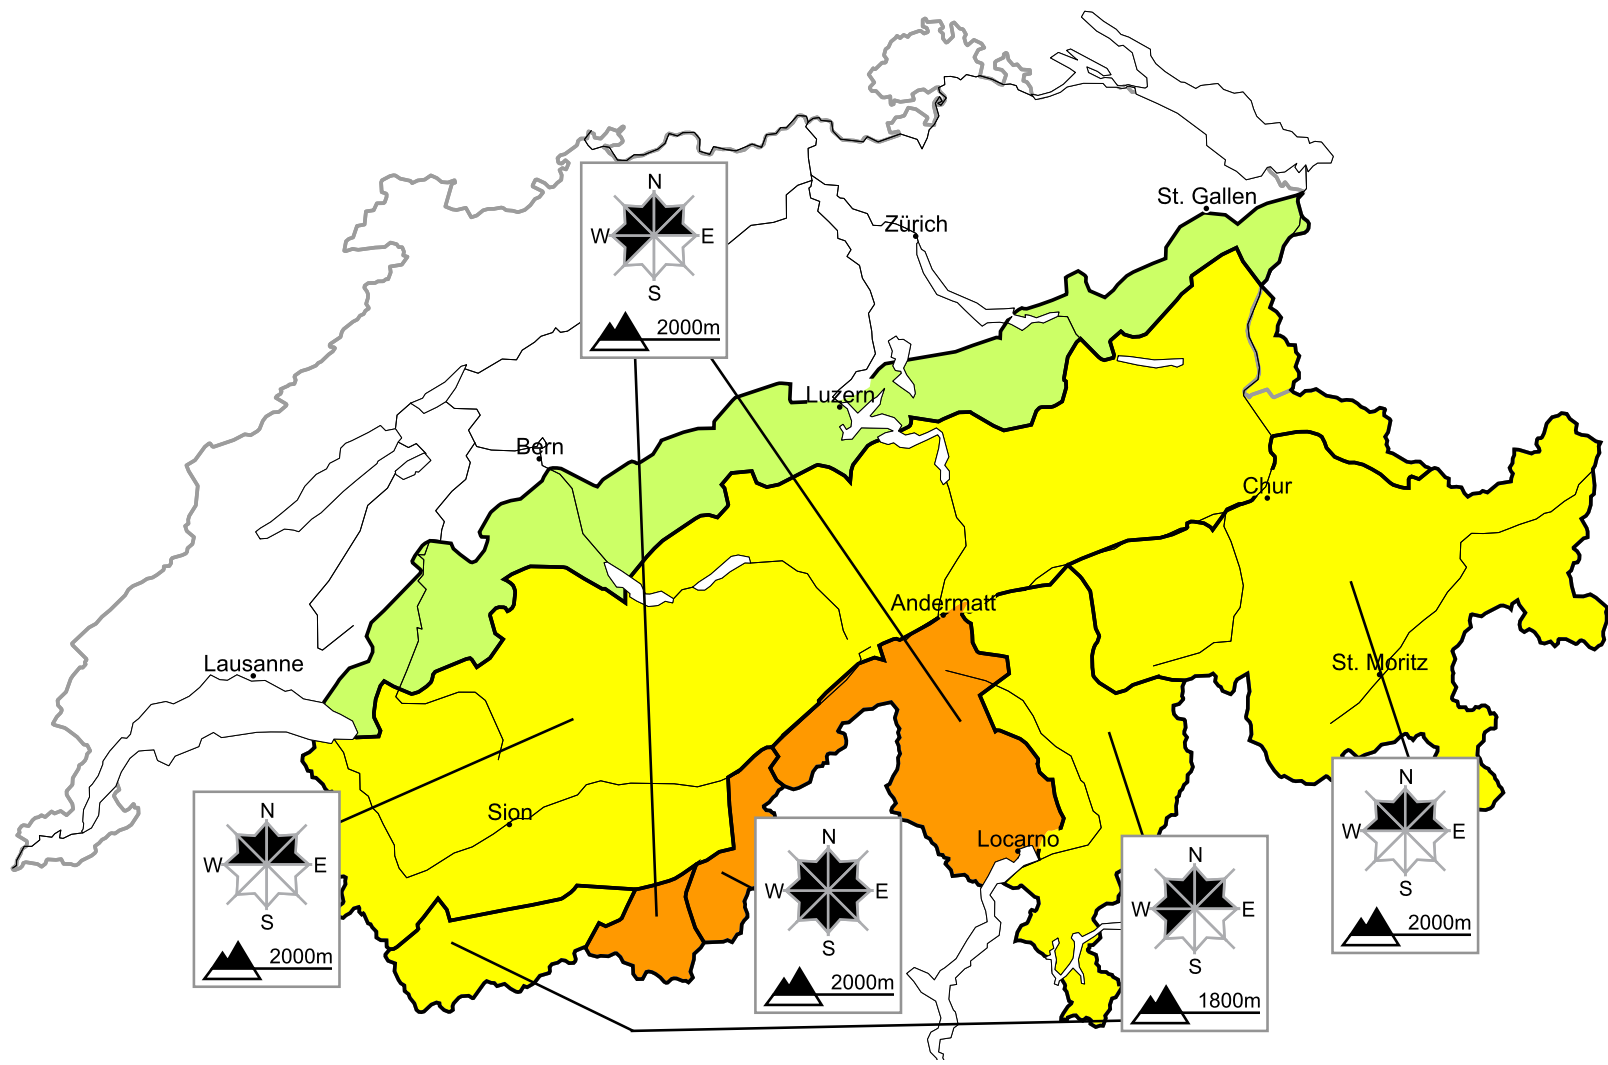 N
W E
S
2000m
St. Gallen
Zürich
Luzern
Bern
Chur
Andermatt
Lausanne
St. Moritz
Sion
Locarno
N
W E
S
2000m
N
W E
S
2000m
N
W E
S
1800m
N
W E
S
2000m